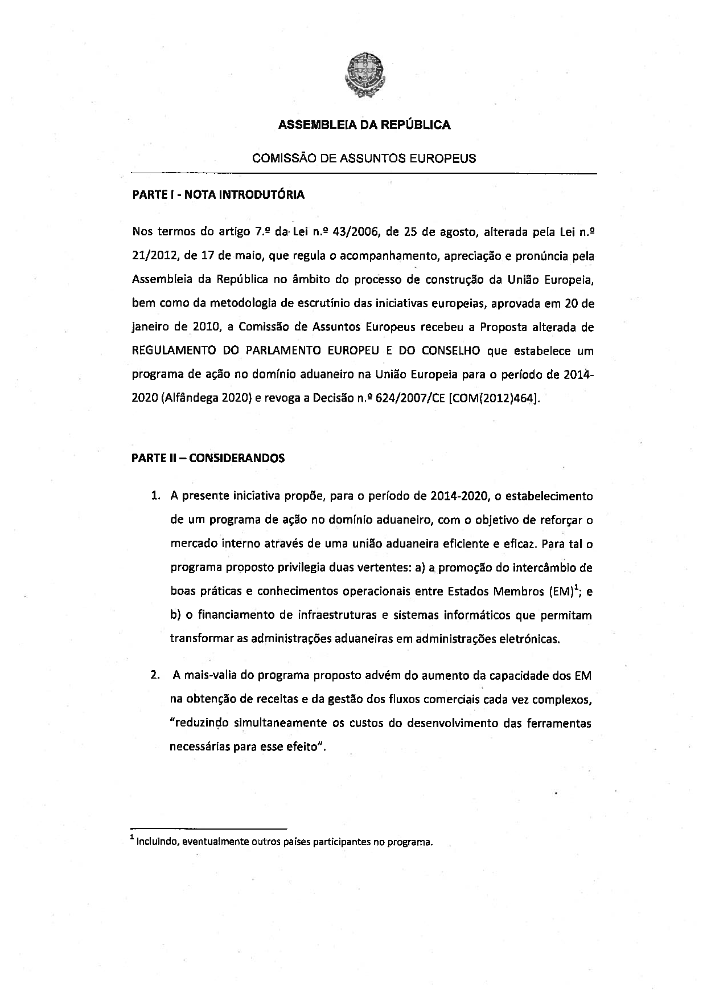 ASSEMBLEIA DA REPÚBLICA
COMISSÃO DE ASSUNTOS EUROPEUS
PARTE I - NOTA INTRODUTÓRIA
Nos termos do artigo 7.º da Lei n.º 43/2006, de 25 de agosto, alterada pela Lei n.º
21/2012, de 17 de maio, que regula o acompanhamento, apreciação e pronúncia pela
Assembleia da República no âmbito do processo de construção da União Europeia,
bem como da metodologia de escrutínio das iniciativas europeias, aprovada em 20 de
janeiro de 2010, a Comissão de Assuntos Europeus recebeu a Proposta alterada de
REGULAMENTO DO PARLAMENTO EUROPEU E DO CONSELHO que estabelece um
programa de ação no domínio aduaneiro na União Europeia para o período de 2014-
2020 (Alfândega 2020) e revoga a Decisão n.º 624/2007/CE [COM(2012)464].
PARTE II – CONSIDERANDOS
1. A presente iniciativa propõe, para o período de 2014-2020, o estabelecimento
de um programa de ação no domínio aduaneiro, com o objetivo de reforçar o
mercado interno através de uma união aduaneira eficiente e eficaz. Para tal o
programa proposto privilegia duas vertentes: a) a promoção do intercâmbio de
boas práticas e conhecimentos operacionais entre Estados Membros (EM)¹; e
b) o financiamento de infraestruturas e sistemas informáticos que permitam
transformar as administrações aduaneiras em administrações eletrónicas.
2. A mais-valia do programa proposto advém do aumento da capacidade dos EM
na obtenção de receitas e da gestão dos fluxos comerciais cada vez complexos,
"reduzindo simultaneamente os custos do desenvolvimento das ferramentas
necessárias para esse efeito".
¹ Incluindo, eventualmente outros países participantes no programa.